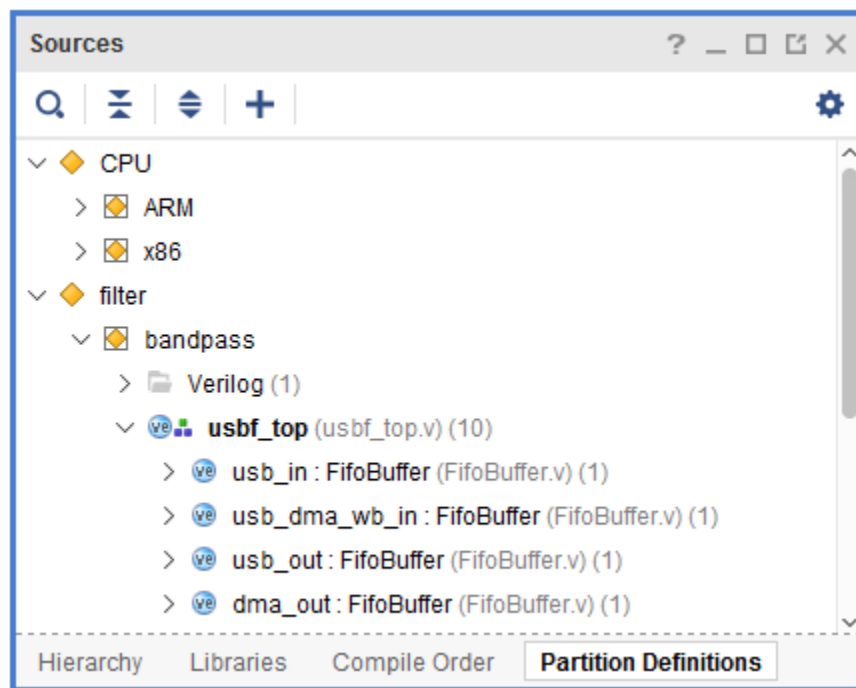 Sources
CPU
ARM
x86
filter
bandpass
Verilog (1)
usbf_top (usbf_top.v) (10)
usb_in : FifoBuffer (FifoBuffer.v) (1)
usb_dma_wb_in : FifoBuffer (FifoBuffer.v) (1)
usb_out : FifoBuffer (FifoBuffer.v) (1)
dma_out : FifoBuffer (FifoBuffer.v) (1)
Hierarchy Libraries Compile Order Partition Definitions